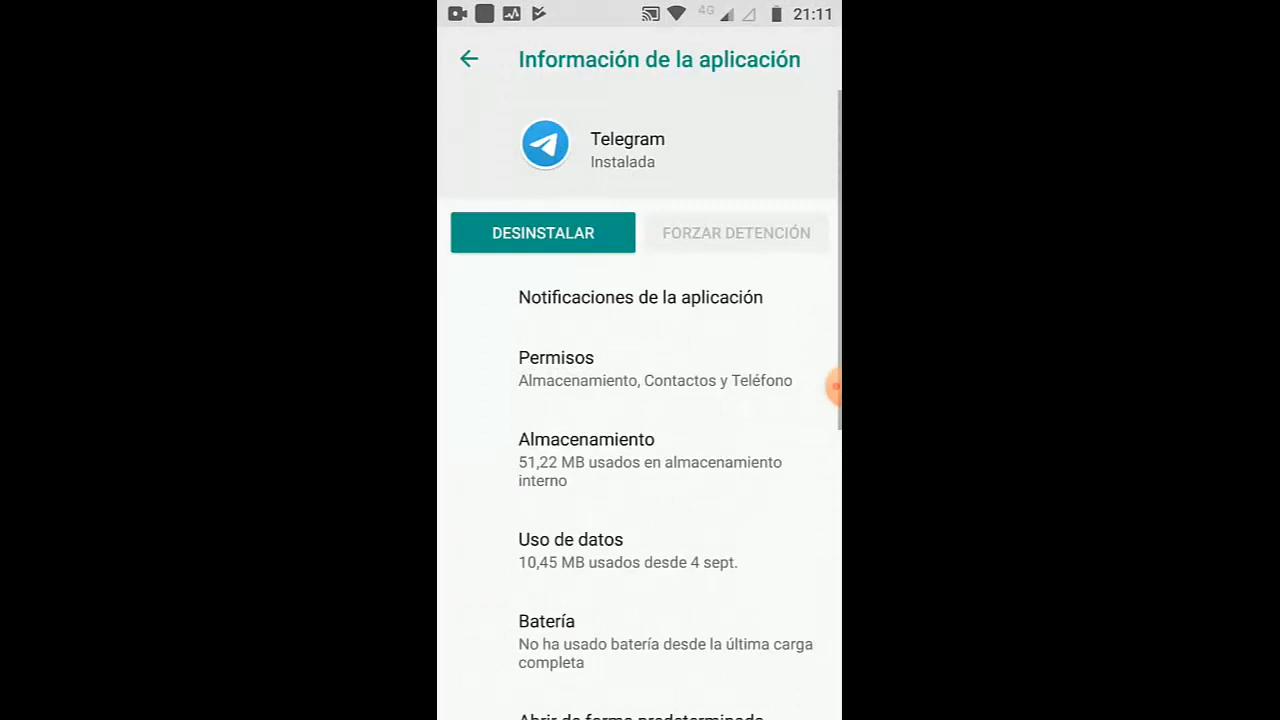 4G 21:11
Información de la aplicación
Telegram
Instalada
DESINSTALAR FORZAR DETENCIÓN
Notificaciones de la aplicación
Permisos
Almacenamiento, Contactos y Teléfono
Almacenamiento
51,22 MB usados en almacenamiento
interno
Uso de datos
10,45 MB usados desde 4 sept.
Batería
No ha usado batería desde la última carga
completa
Abrir de forma predeterminada